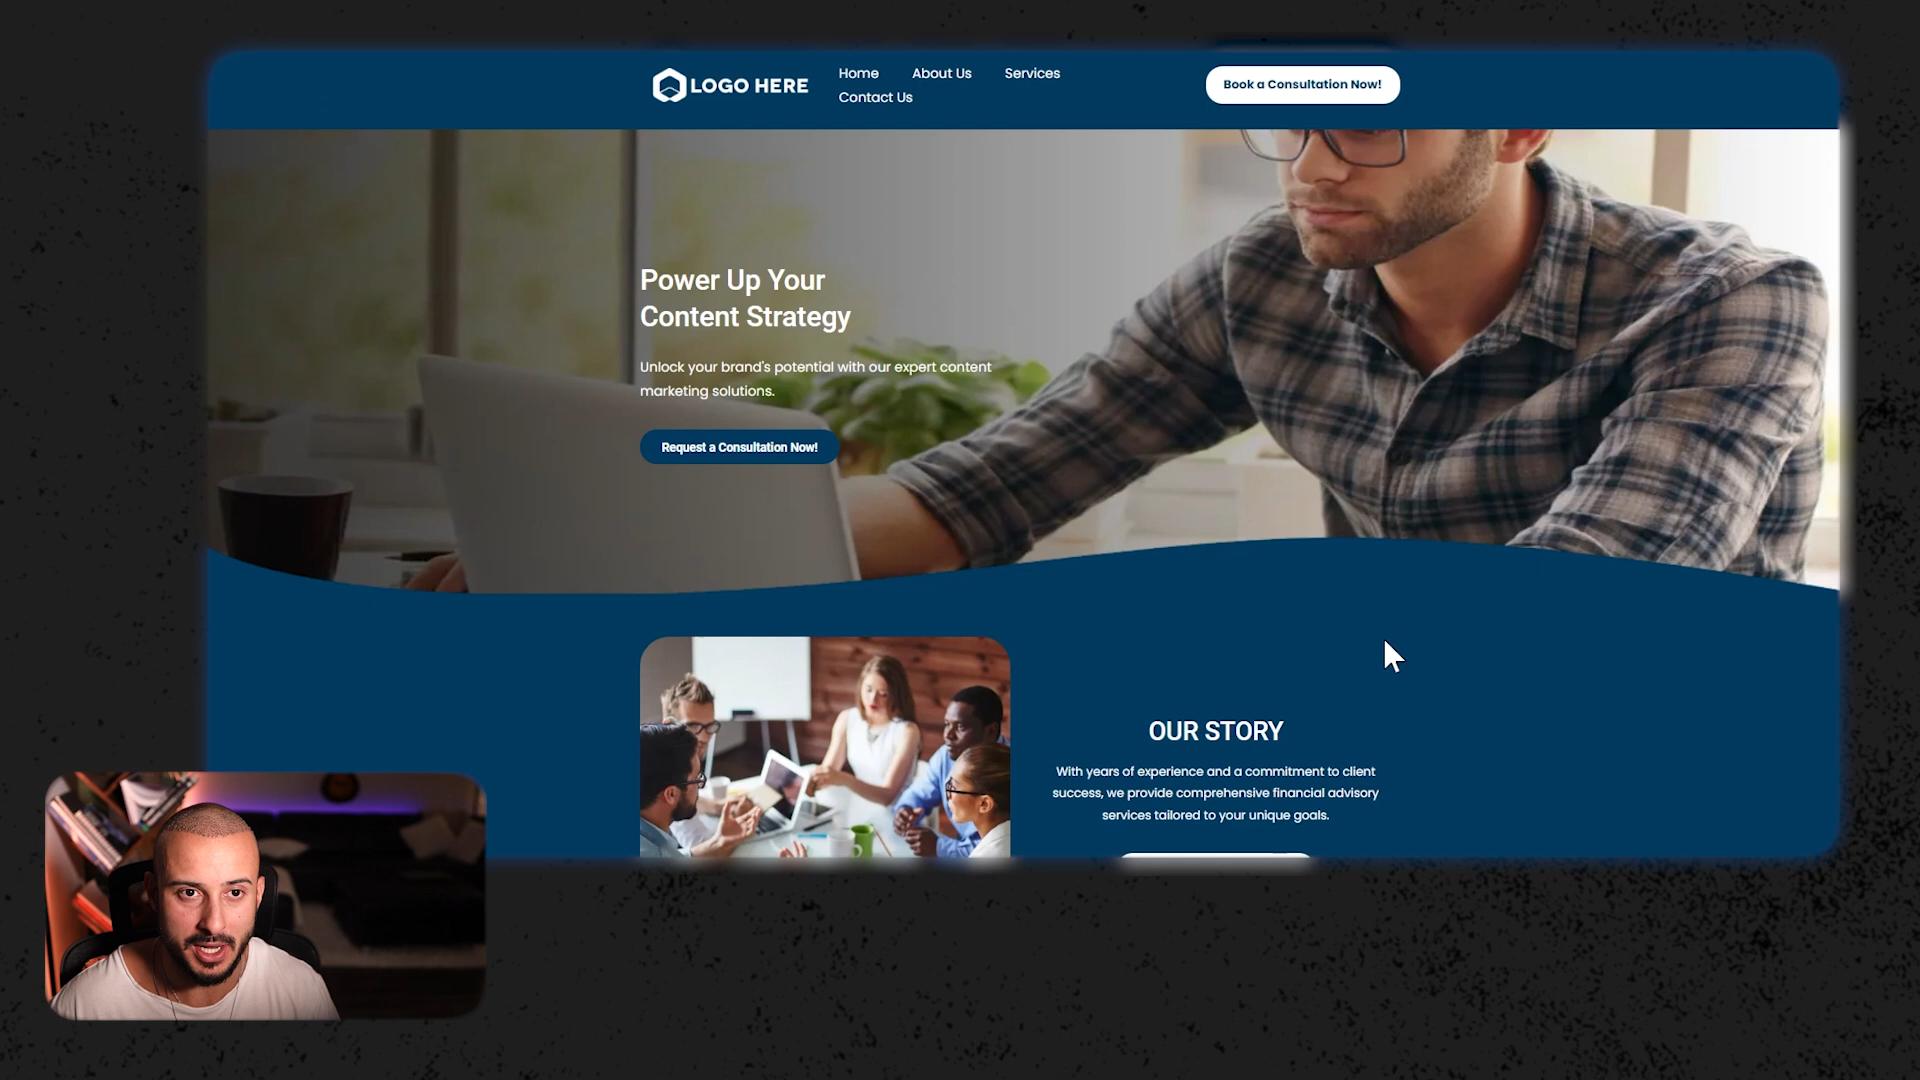 LOGO HERE
Home About Us Services
Contact Us
Book a Consultation Now!
Power Up Your
Content Strategy
Unlock your brand's potential with our expert content
marketing solutions.
Request a Consultation Now!
OUR STORY
With years of experience and a commitment to client
success, we provide comprehensive financial advisory
services tailored to your unique goals.